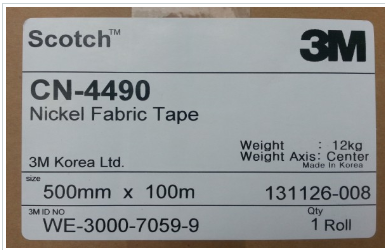 Scotch™
3M
CN-4490
Nickel Fabric Tape
Weight : 12kg
Weight Axis: Center
Made in Korea
3M Korea Ltd.
size
500mm x 100m
131126-008
3M ID NO
WE-3000-7059-9
Qty
1 Roll